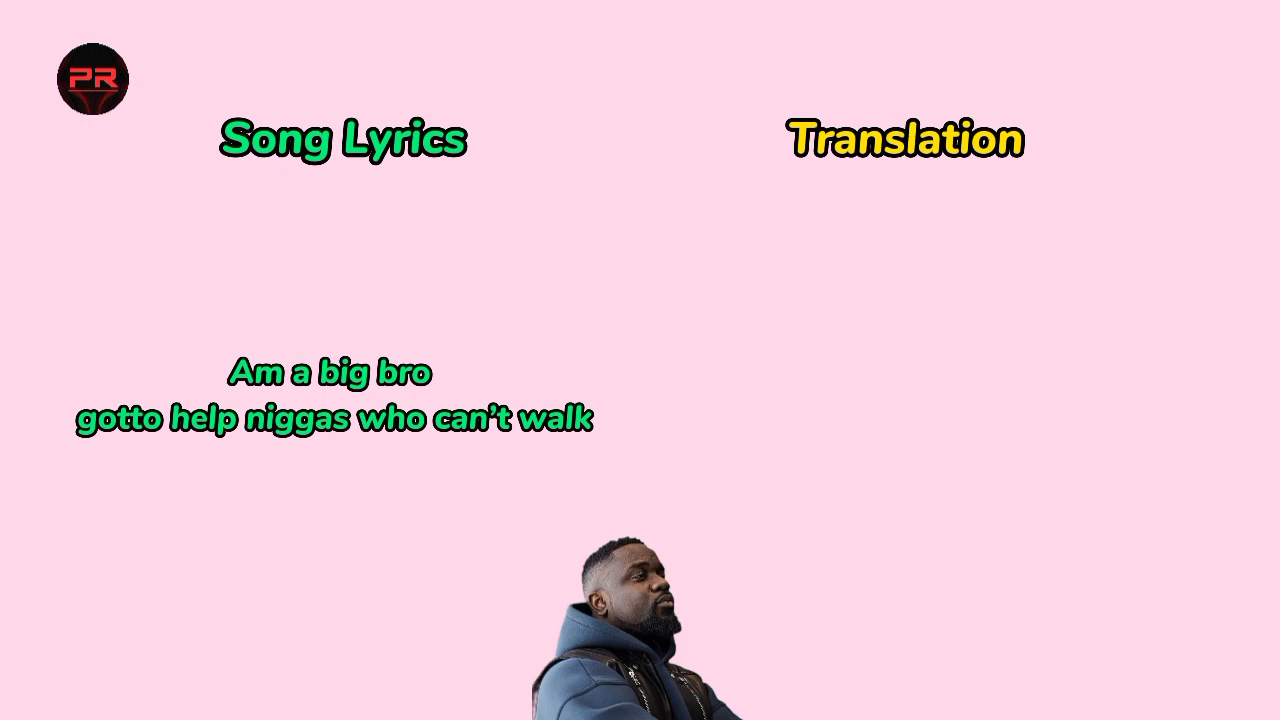 PR
Song Lyrics
Translation
Am a big bro
gotto help niggas who can't walk